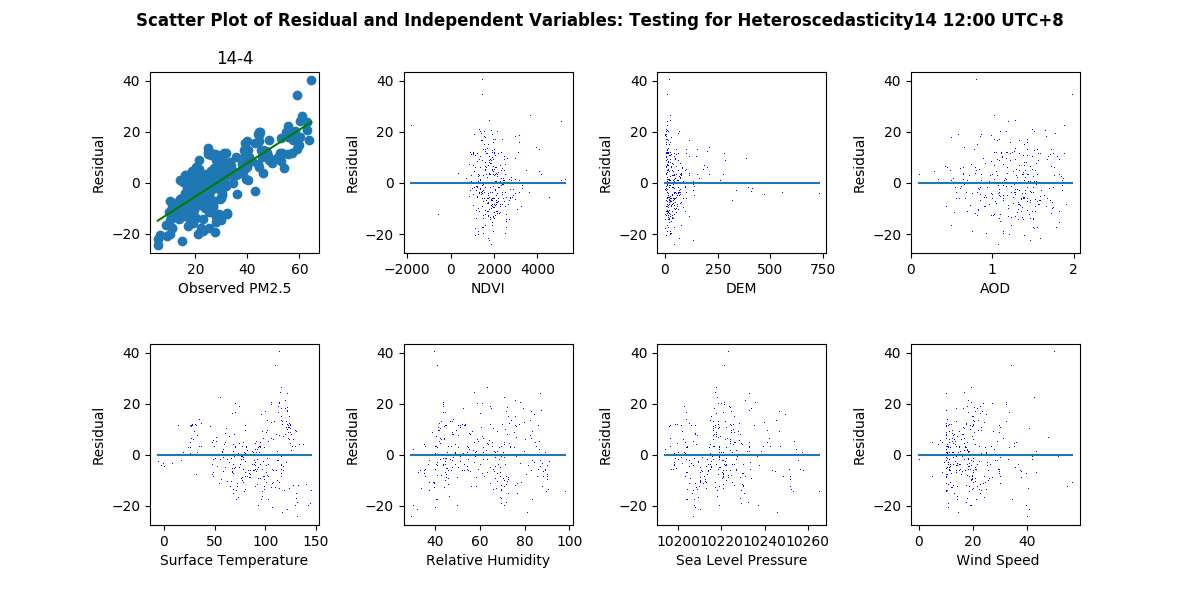 Scatter Plot of Residual and Independent Variables: Testing for Heteroscedasticity14 12:00 UTC+8
14-4
40
20
0
−20
Residual
20 40 60
Observed PM2.5
40
20
0
−20
Residual
−2000 0 2000 4000
NDVI
40
20
0
−20
Residual
0 250 500 750
DEM
40
20
0
−20
Residual
0 1 2
AOD
40
20
0
−20
Residual
0 50 100 150
Surface Temperature
40
20
0
−20
Residual
40 60 80 100
Relative Humidity
40
20
0
−20
Residual
10200 10220 10240 10260
Sea Level Pressure
40
20
0
−20
Residual
0 20 40
Wind Speed